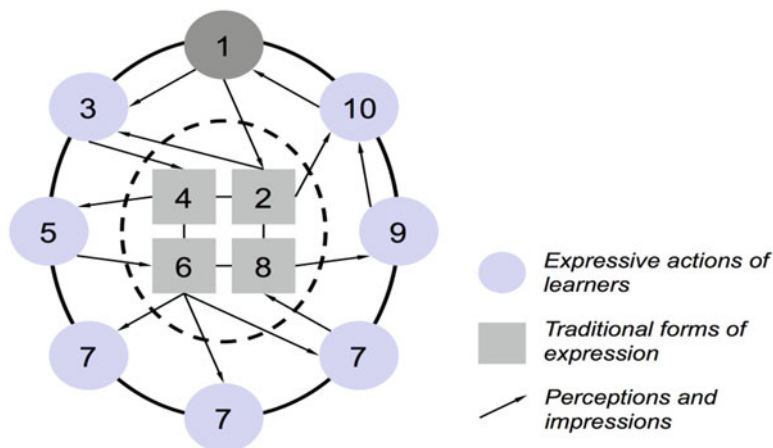 1
3
10
4
2
5
9
6
8
7
7
7
Expressive actions of
learners
Traditional forms of
expression
Perceptions and
impressions